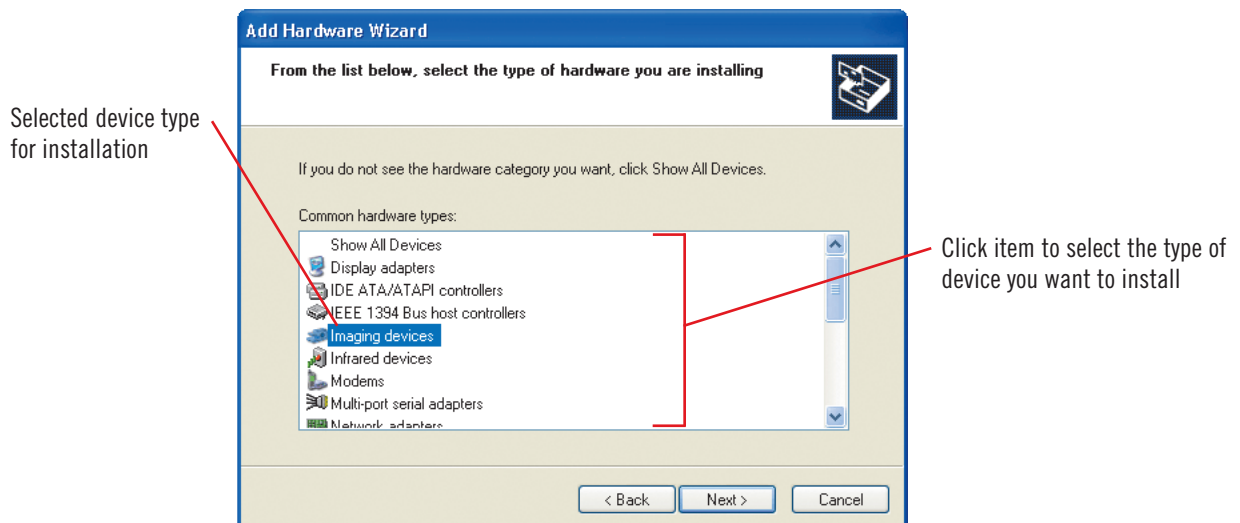 Add Hardware Wizard
From the list below, select the type of hardware you are installing
Selected device type
for installation
If you do not see the hardware category you want, click Show All Devices.
Common hardware types:
Show All Devices
Display adapters
IDE ATA/ATAPI controllers
IEEE 1394 Bus host controllers
Imaging devices
Infrared devices
Modems
Multi-port serial adapters
Network adapters
Click item to select the type of
device you want to install
< Back
Next >
Cancel